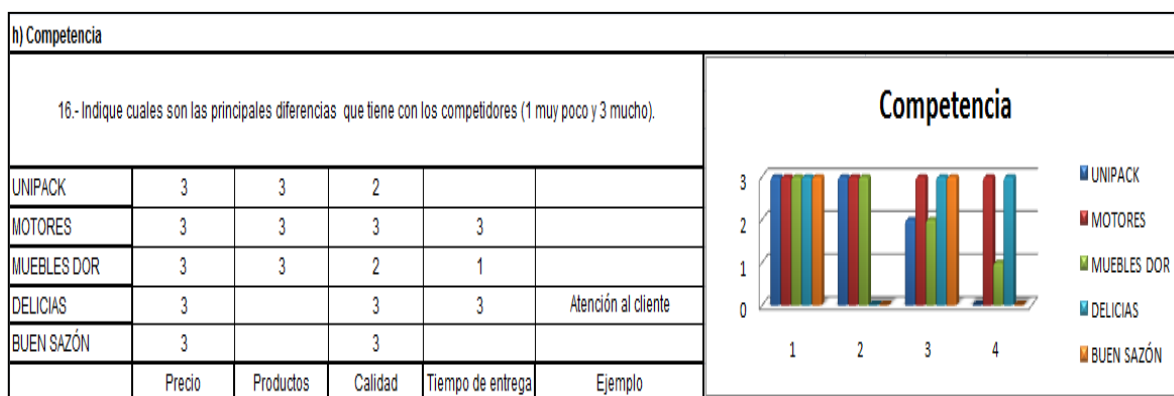 h) Competencia
16.- Indique cuales son las principales diferencias que tiene con los competidores (1 muy poco y 3 mucho).
UNIPACK 3 3 2
MOTORES 3 3 3 3
MUEBLES DOR 3 3 2 1
DELICIAS 3 3 3 Atención al cliente
BUEN SAZÓN 3 3
Precio Productos Calidad Tiempo de entrega Ejemplo
Competencia
3
2
1
0
1 2 3 4
UNIPACK
MOTORES
MUEBLES DOR
DELICIAS
BUEN SAZÓN